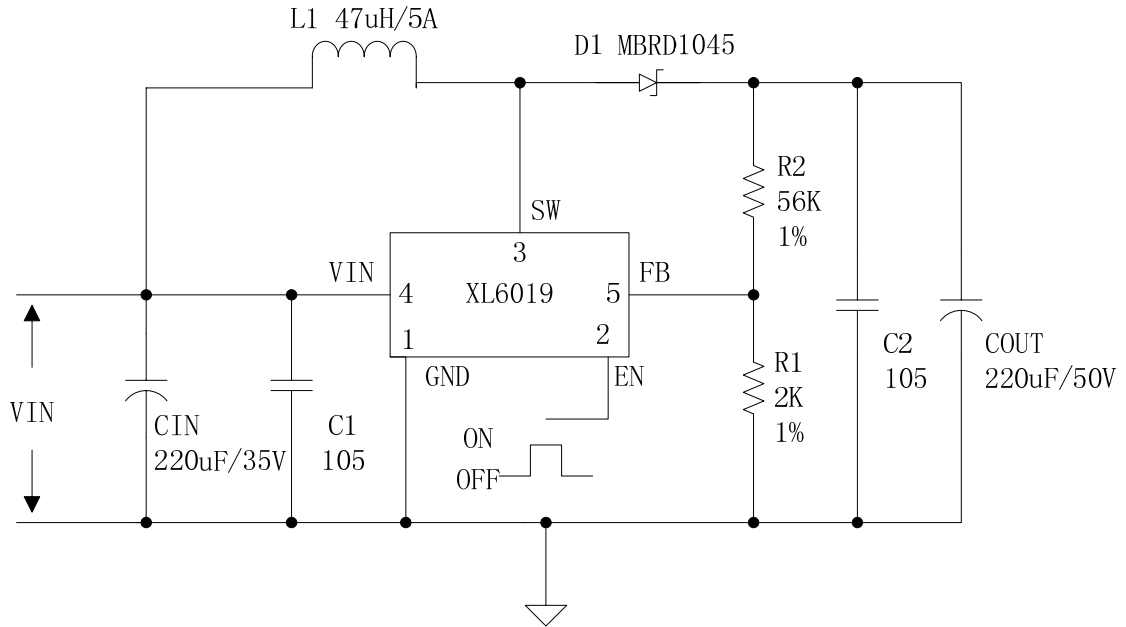 L1 47uH/5A
D1 MBRD1045
R2
56K
1%
SW
3
VIN
FB
4
XL6019
5
1
2
GND
EN
C2
105
COUT
220uF/50V
R1
2K
1%
VIN
CIN
220uF/35V
C1
105
ON
OFF